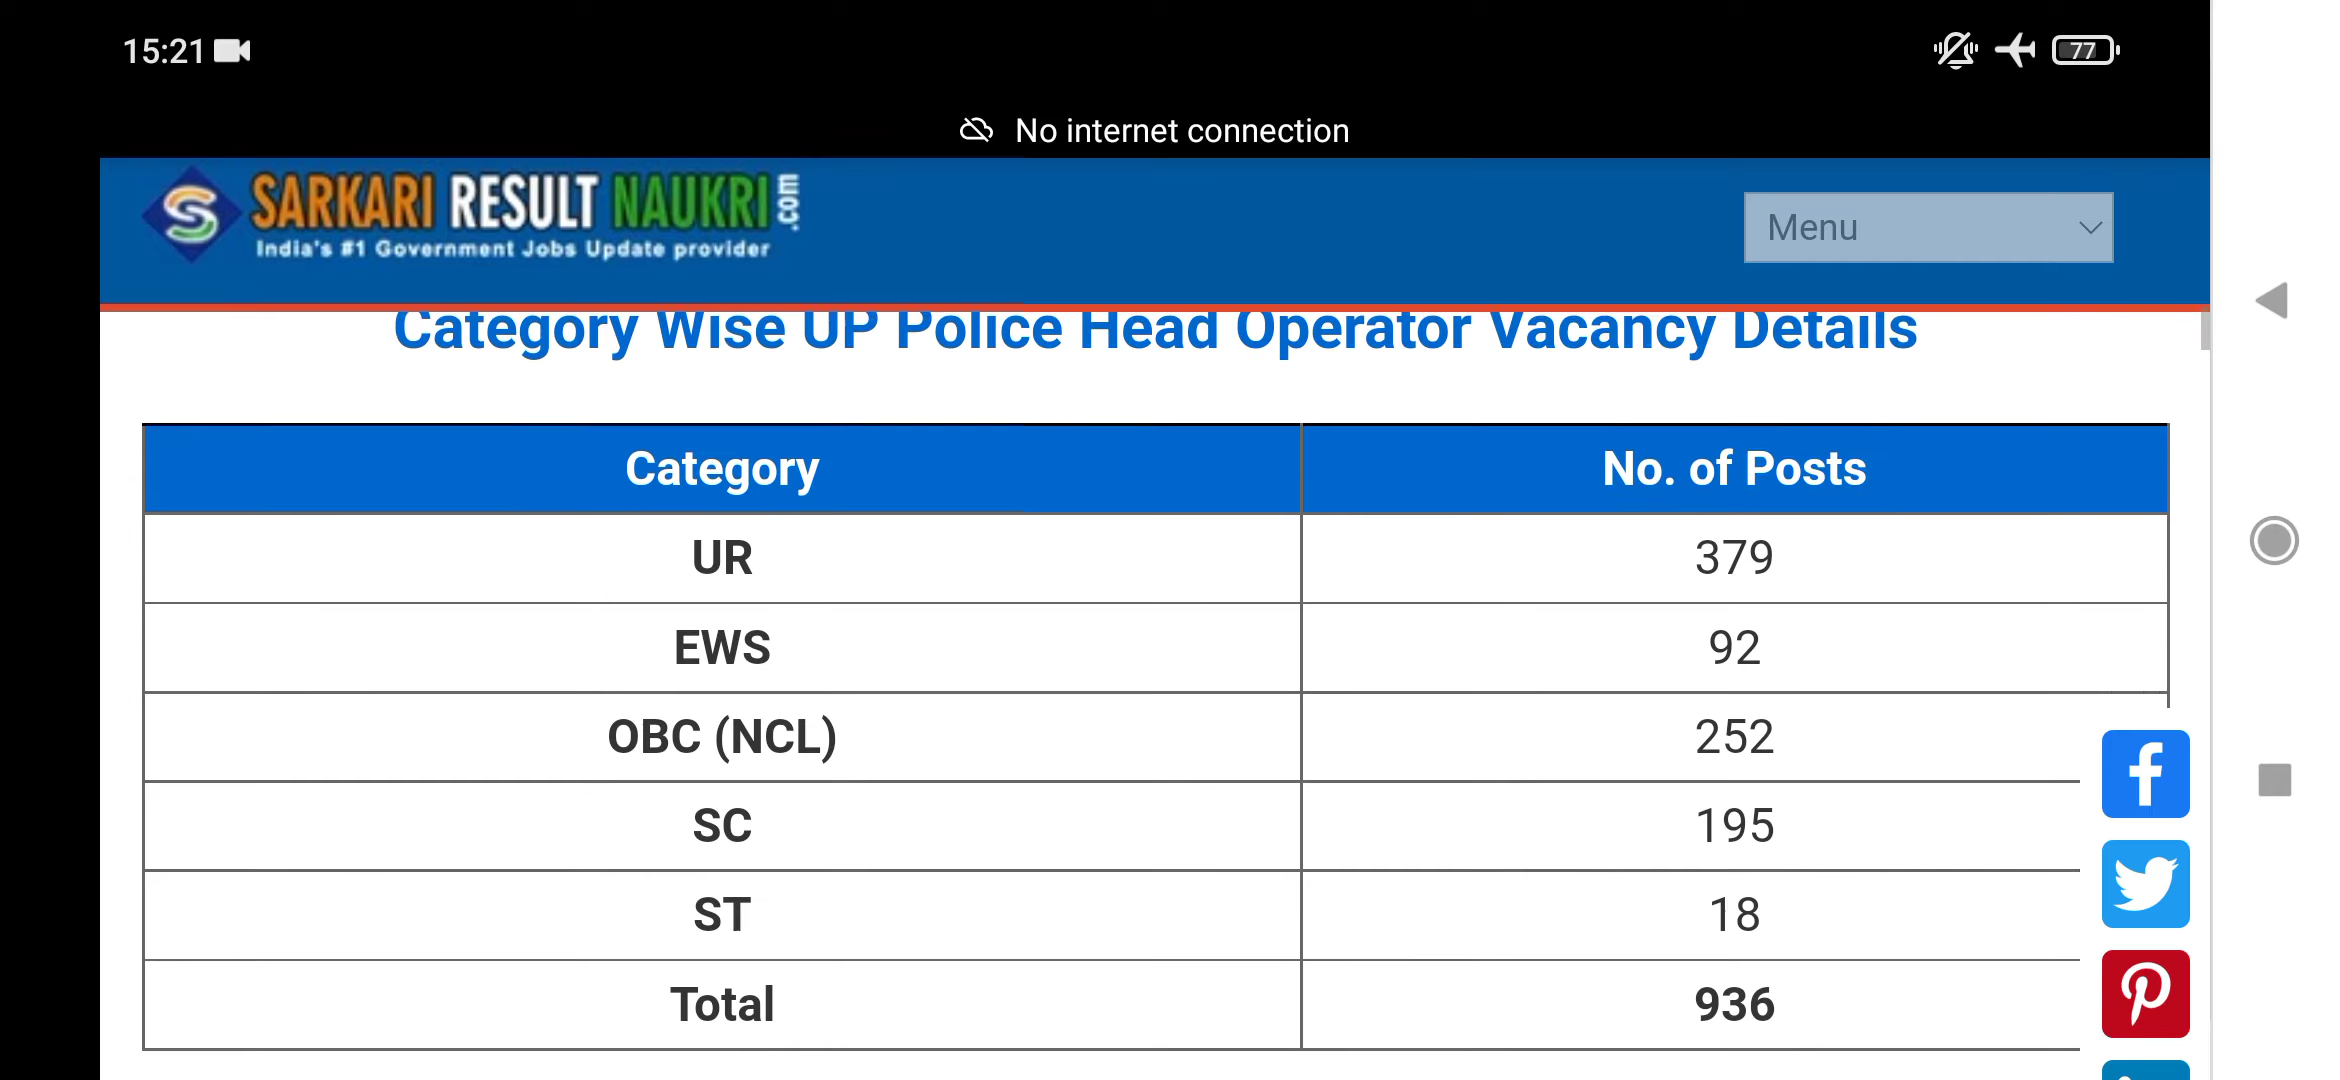 15:21
77
No internet connection
SARKARI RESULT NAUKRI .com
India's #1 Government Jobs Update provider
Menu
Category Wise UP Police Head Operator Vacancy Details
Category No. of Posts
UR 379
EWS 92
OBC (NCL) 252
SC 195
ST 18
Total 936